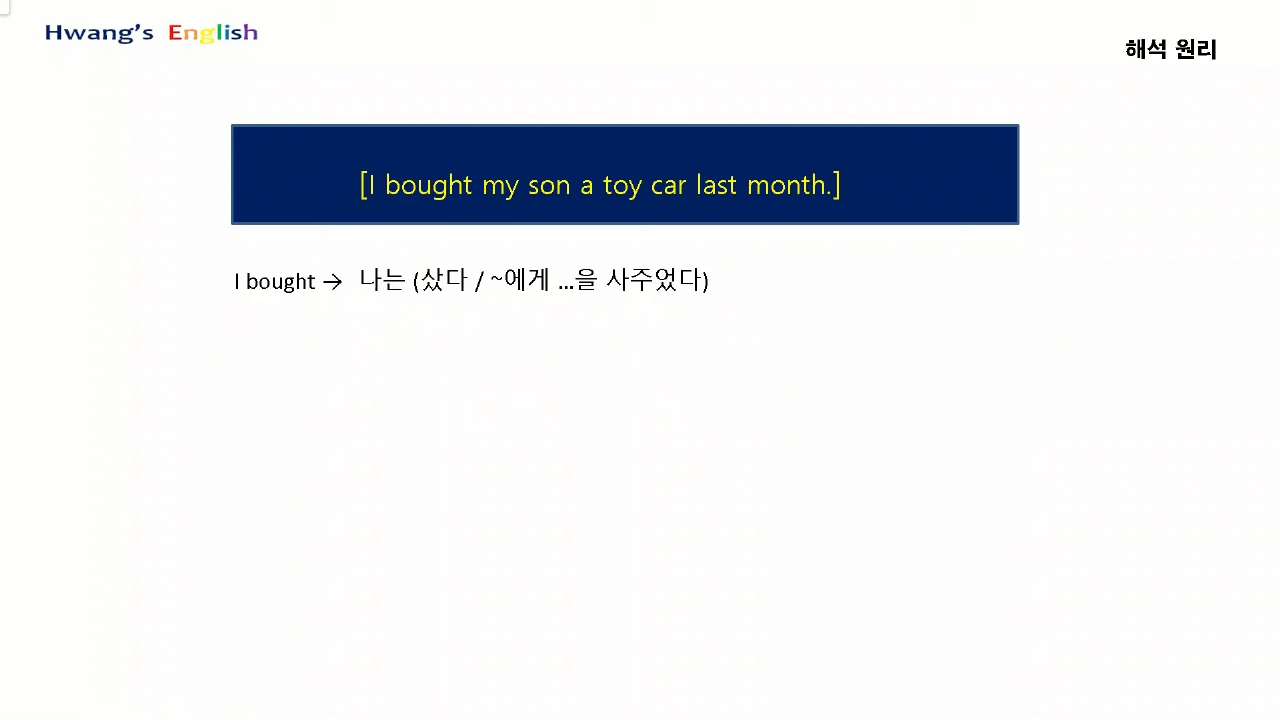 Hwang's English
해석 원리
[I bought my son a toy car last month.]
I bought → 나는 (샀다 / ~에게 ...을 사주었다)